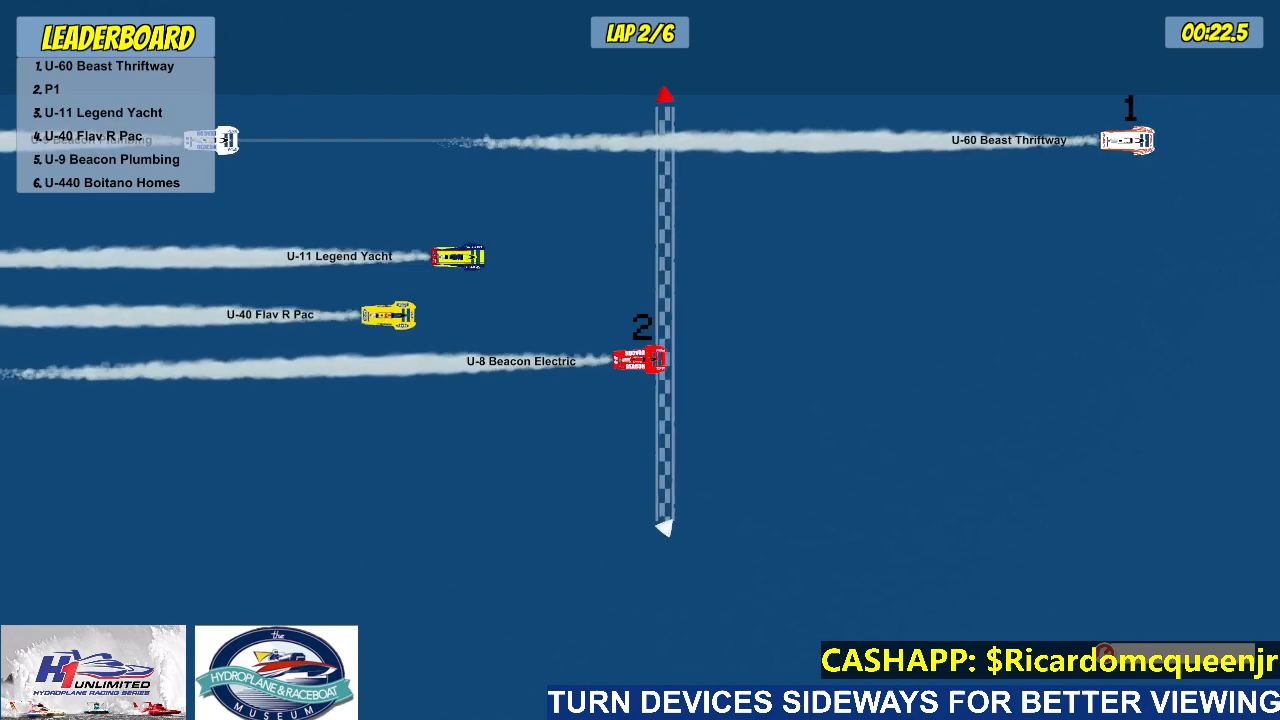 LEADERBOARD
1. U-60 Beast Thriftway
2. P1
3. U-11 Legend Yacht
4. U-40 Flav R Pac
5. U-9 Beacon Plumbing
6. U-440 Boitano Homes
LAP 2/6
00:22.5
1
U-60 Beast Thriftway
U-11 Legend Yacht
U-40 Flav R Pac
2
U-8 Beacon Electric
H1
UNLIMITED
HYDROPLANE RACING SERIES
the
HYDROPLANE & RACEBOAT
MUSEUM
CASHAPP: $Ricardomcqueenjr
TURN DEVICES SIDEWAYS FOR BETTER VIEWING